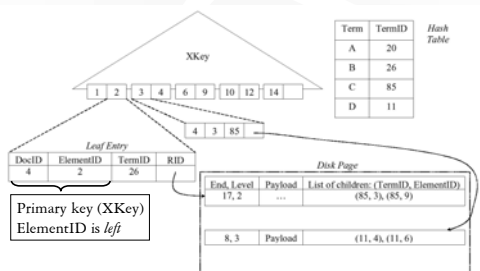 XKey
1 2 3 4 6 9 10 12 14
Term TermID
A 20
B 26
C 85
D 11
Hash
Table
4 3 85
Leaf Entry
DocID ElementID TermID RID
4 2 26
Primary key (XKey)
ElementID is left
Disk Page
End, Level Payload List of children: (TermID, ElementID)
17, 2 ... (85, 3), (85, 9)
8, 3 Payload (11, 4), (11, 6)